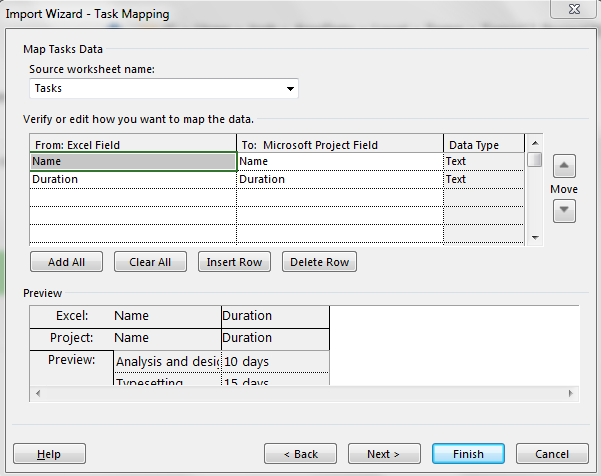 Import Wizard - Task Mapping
Map Tasks Data
Source worksheet name:
Tasks
Verify or edit how you want to map the data.
From: Excel Field To: Microsoft Project Field Data Type
Name Name Text
Duration Duration Text
Move
Add All Clear All Insert Row Delete Row
Preview
Excel: Name Duration
Project: Name Duration
Preview: Analysis and desig 10 days
Typesetting 15 days
Help < Back Next > Finish Cancel